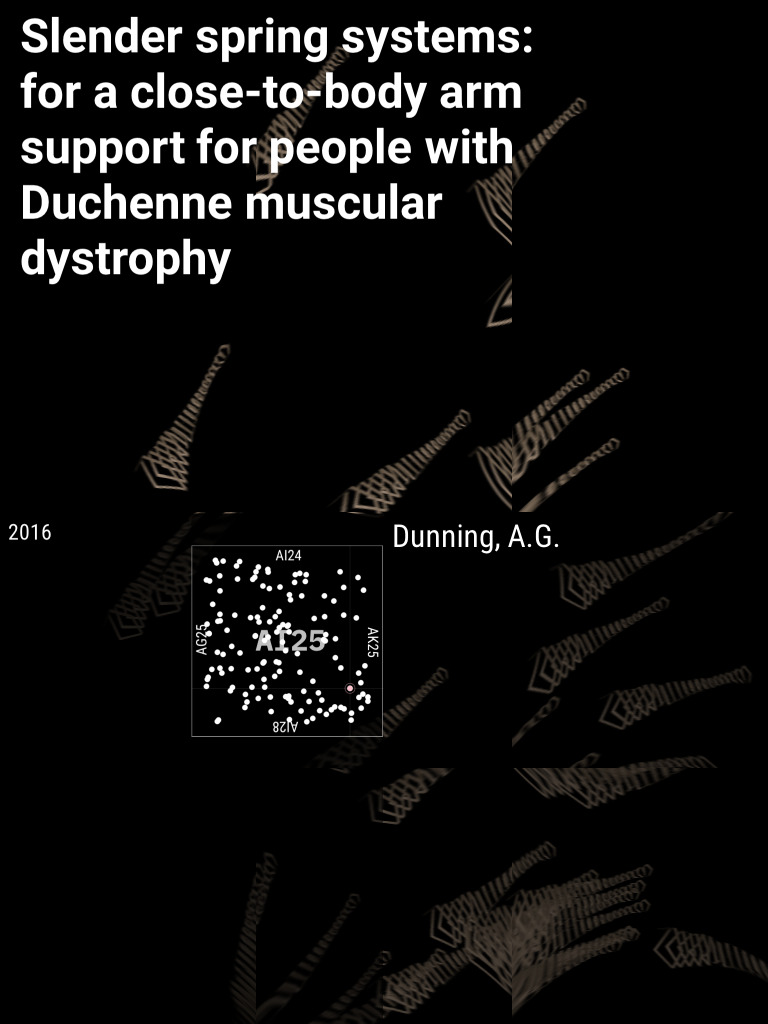 Slender spring systems:
for a close-to-body arm
support for people with
Duchenne muscular
dystrophy
2016
Dunning, A.G.
AI24
AG25
AI25
AK25
AI28